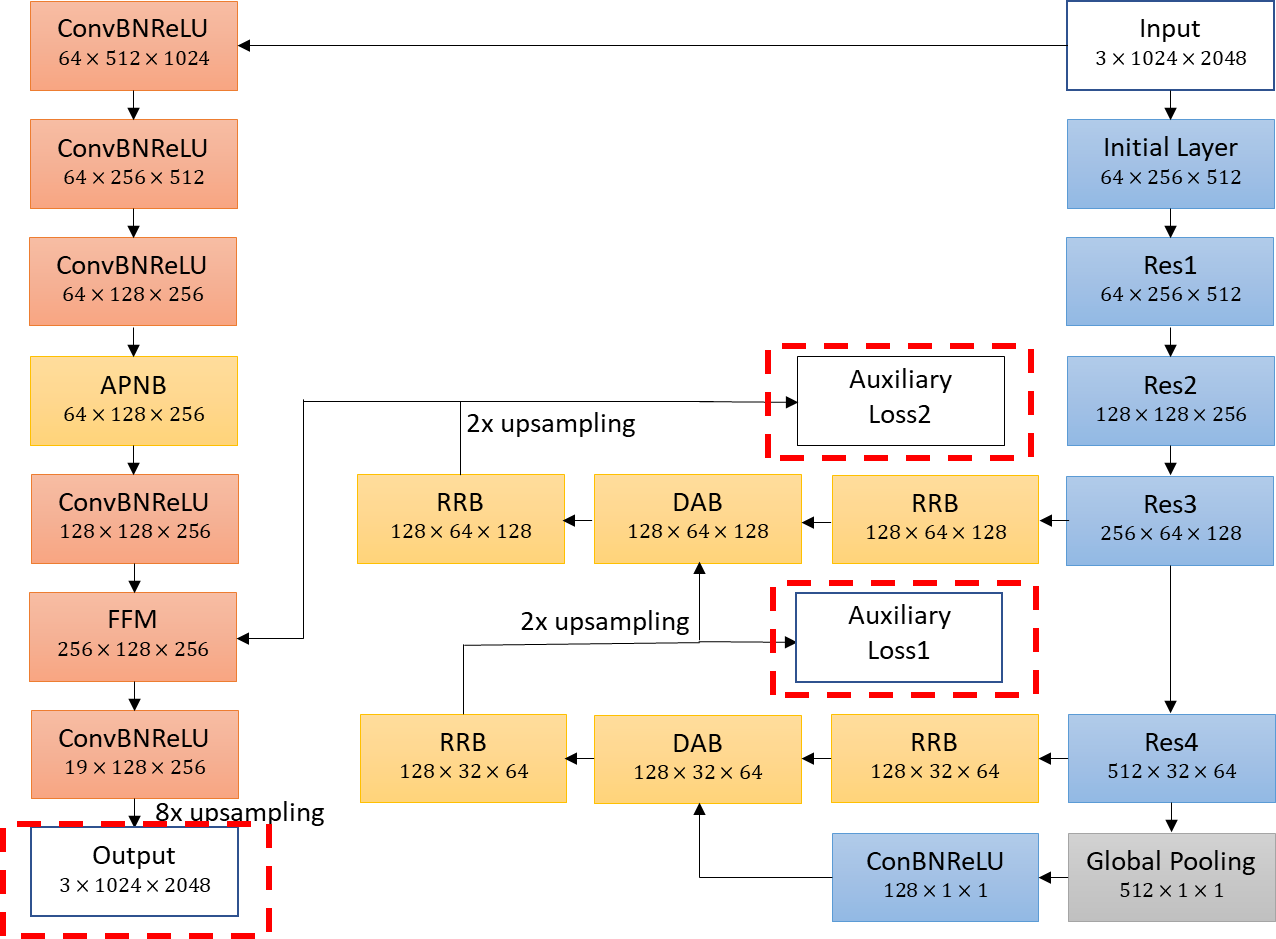 ConvBNReLU
64 × 512 × 1024
Input
3 × 1024 × 2048
ConvBNReLU
64 × 256 × 512
Initial Layer
64 × 256 × 512
ConvBNReLU
64 × 128 × 256
Res1
64 × 256 × 512
APNB
64 × 128 × 256
Auxiliary
Loss2
2x upsampling
Res2
128 × 128 × 256
ConvBNReLU
128 × 128 × 256
RRB
128 × 64 × 128
DAB
128 × 64 × 128
RRB
128 × 64 × 128
Res3
256 × 64 × 128
FFM
256 × 128 × 256
2x upsampling
Auxiliary
Loss1
ConvBNReLU
19 × 128 × 256
RRB
128 × 32 × 64
DAB
128 × 32 × 64
RRB
128 × 32 × 64
Res4
512 × 32 × 64
8x upsampling
Output
3 × 1024 × 2048
ConBNReLU
128 × 1 × 1
Global Pooling
512 × 1 × 1